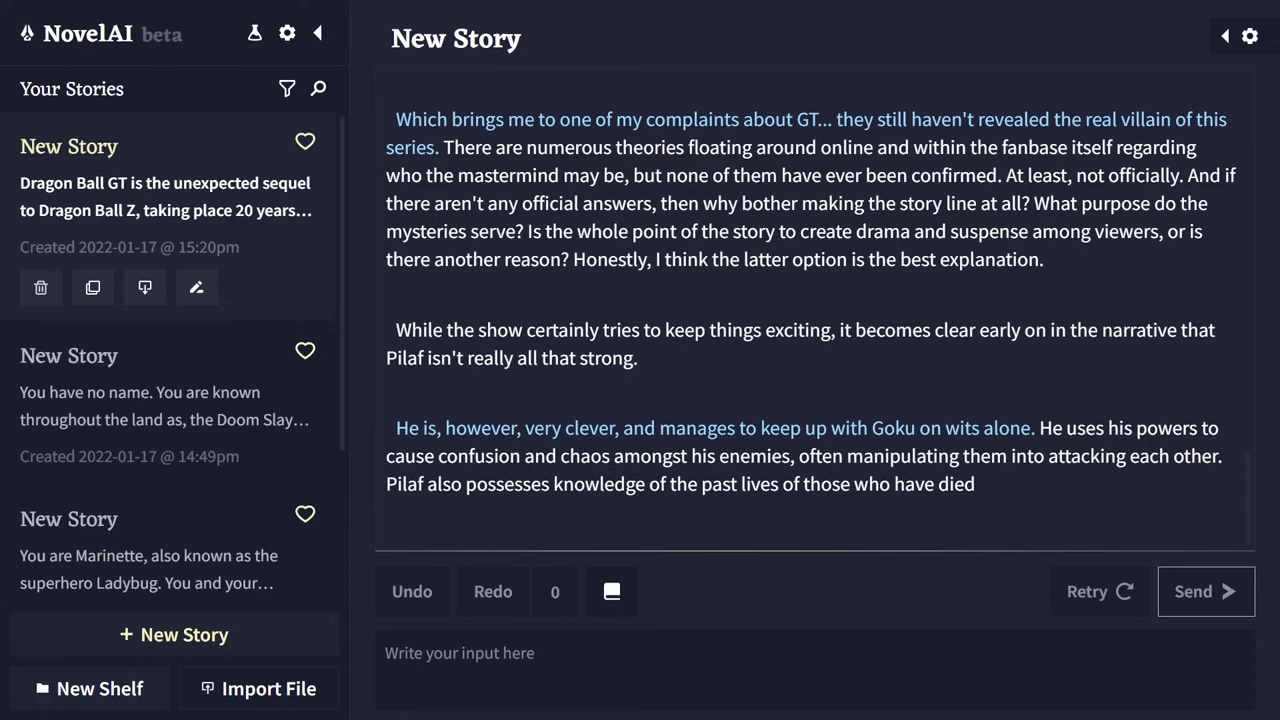 NovelAI beta
Your Stories
New Story
Dragon Ball GT is the unexpected sequel
to Dragon Ball Z, taking place 20 years...
Created 2022-01-17 @ 15:20pm
New Story
You have no name. You are known
throughout the land as, the Doom Slay...
Created 2022-01-17 @ 14:49pm
New Story
You are Marinette, also known as the
superhero Ladybug. You and your...
+ New Story
New Shelf
Import File
New Story
Which brings me to one of my complaints about GT... they still haven't revealed the real villain of this
series. There are numerous theories floating around online and within the fanbase itself regarding
who the mastermind may be, but none of them have ever been confirmed. At least, not officially. And if
there aren't any official answers, then why bother making the story line at all? What purpose do the
mysteries serve? Is the whole point of the story to create drama and suspense among viewers, or is
there another reason? Honestly, I think the latter option is the best explanation.
While the show certainly tries to keep things exciting, it becomes clear early on in the narrative that
Pilaf isn't really all that strong.
He is, however, very clever, and manages to keep up with Goku on wits alone. He uses his powers to
cause confusion and chaos amongst his enemies, often manipulating them into attacking each other.
Pilaf also possesses knowledge of the past lives of those who have died
Undo
Redo
0
Retry
Send
Write your input here